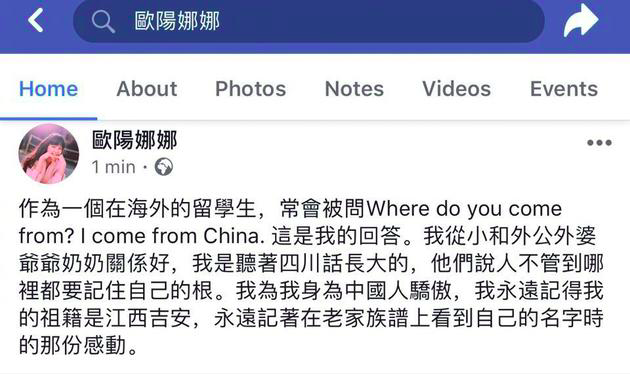 歐陽娜娜
Home About Photos Notes Videos Events
歐陽娜娜
1 min
作為一個在海外的留學生，常會被問Where do you come
from? I come from China. 這是我的回答。我從小和外公外婆
爺爺奶奶關係好，我是聽著四川話長大的，他們說人不管到哪
裡都要記住自己的根。我為我身為中國人驕傲，我永遠記得我
的祖籍是江西吉安，永遠記著在老家族譜上看到自己的名字時
的那份感動。